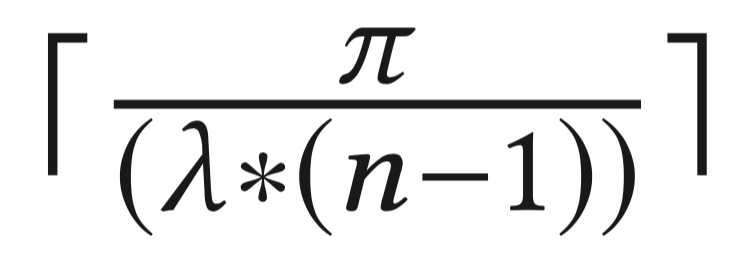 ⌈ π / (λ*(n−1)) ⌉